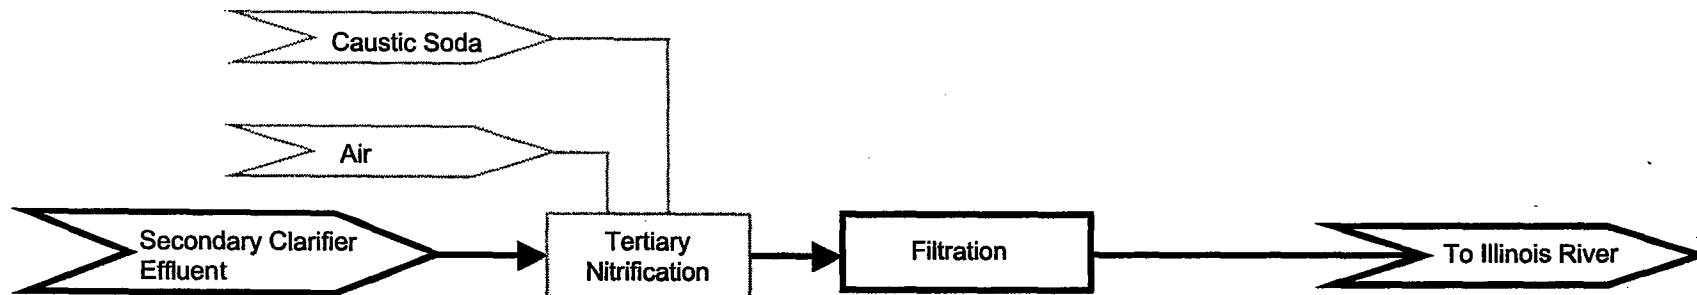 Caustic Soda
Air
Secondary Clarifier
Effluent
Tertiary
Nitrification
Filtration
To Illinois River